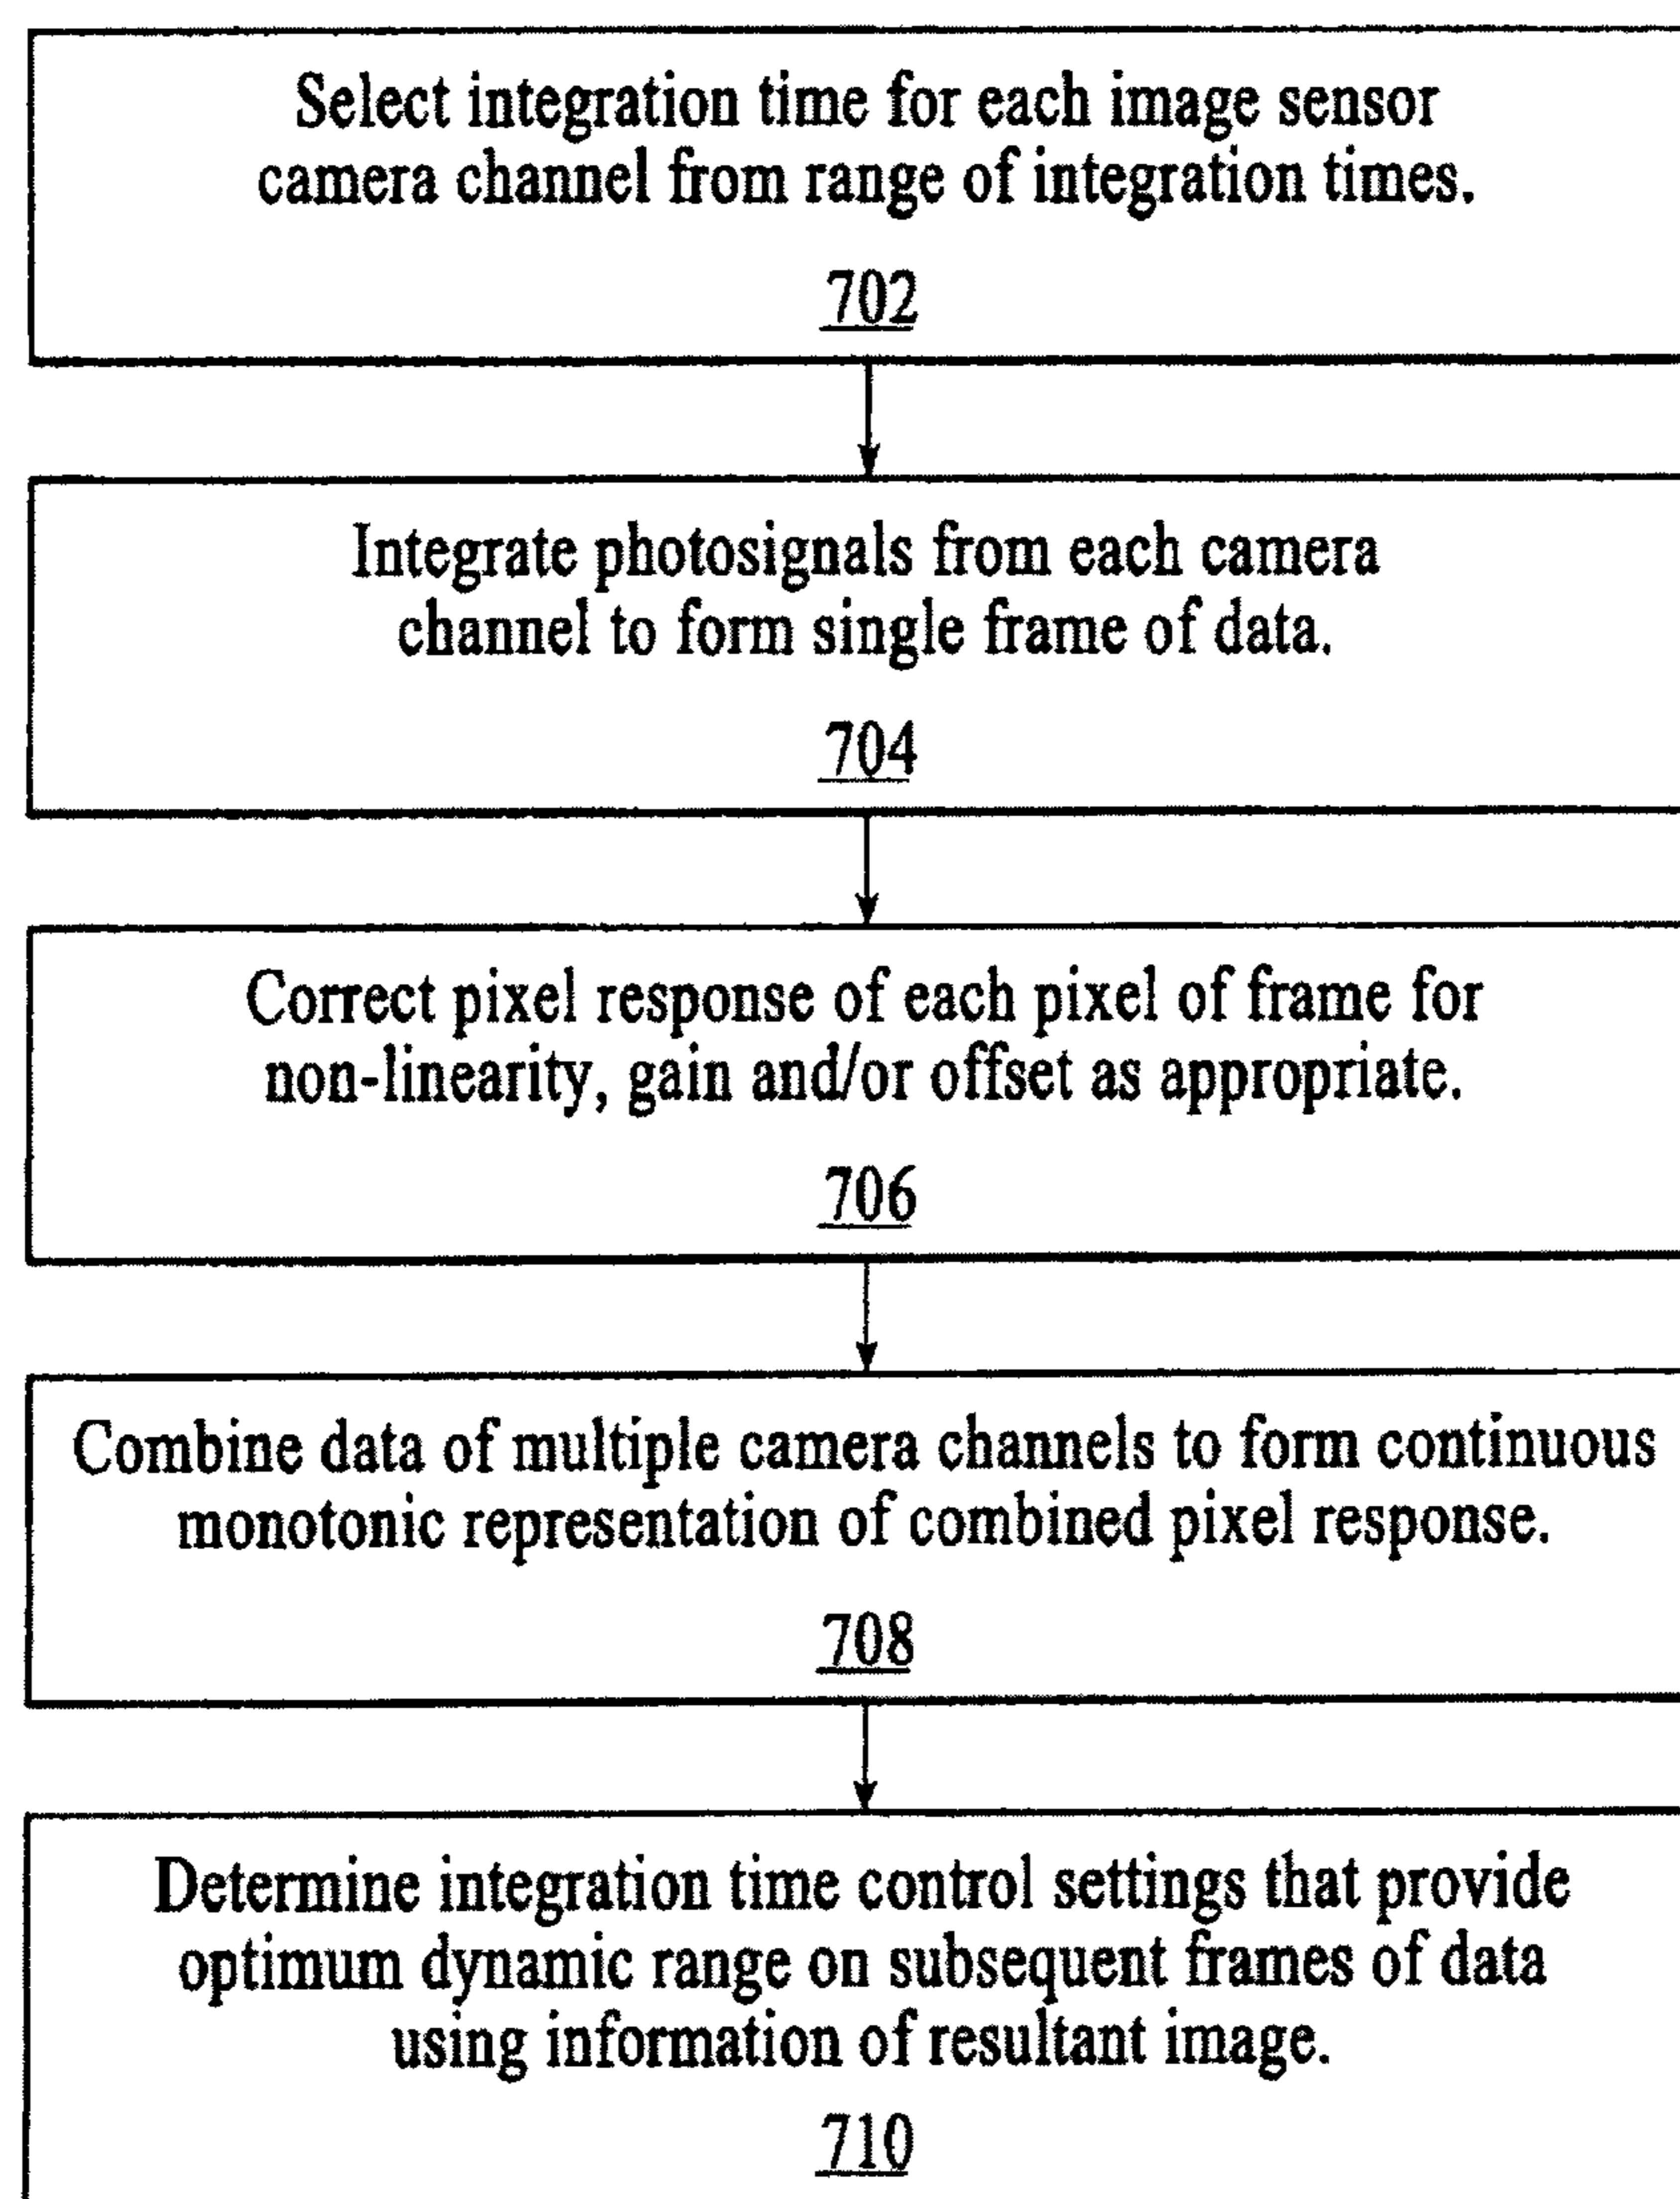 Select integration time for each image sensor
camera channel from range of integration times.
702
Integrate photosignals from each camera
channel to form single frame of data.
704
Correct pixel response of each pixel of frame for
non-linearity, gain and/or offset as appropriate.
706
Combine data of multiple camera channels to form continuous
monotonic representation of combined pixel response.
708
Determine integration time control settings that provide
optimum dynamic range on subsequent frames of data
using information of resultant image.
710